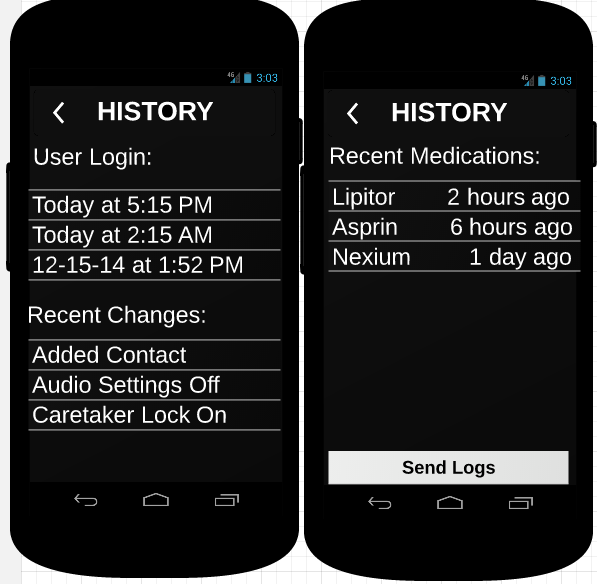 4G 3:03
HISTORY
User Login:
Today at 5:15 PM
Today at 2:15 AM
12-15-14 at 1:52 PM
Recent Changes:
Added Contact
Audio Settings Off
Caretaker Lock On
4G 3:03
HISTORY
Recent Medications:
Lipitor 2 hours ago
Asprin 6 hours ago
Nexium 1 day ago
Send Logs